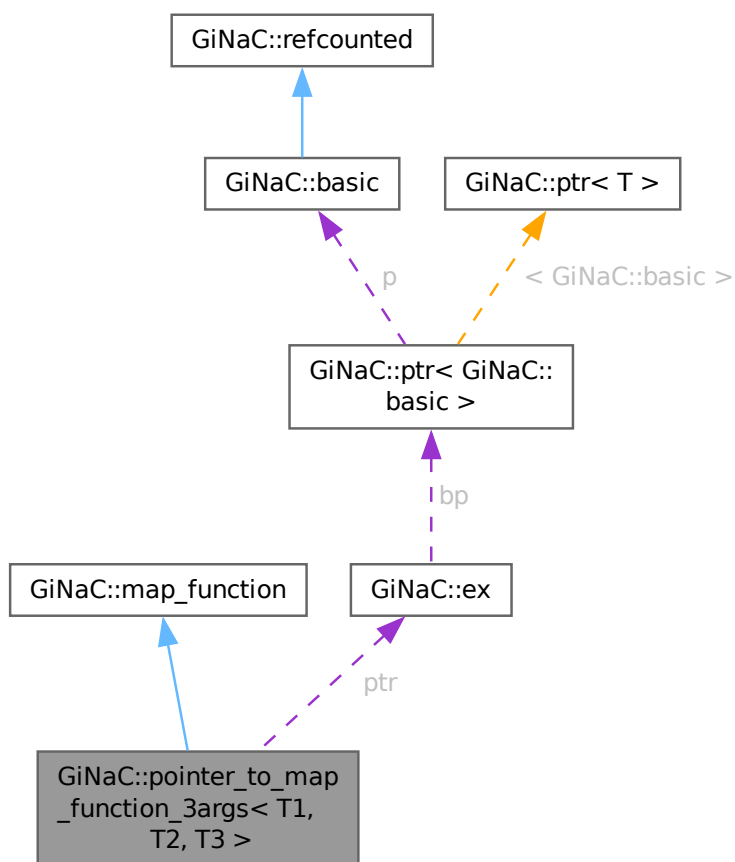 GiNaC::refcounted
GiNaC::basic
GiNaC::ptr< T >
p
< GiNaC::basic >
GiNaC::ptr< GiNaC::
basic >
bp
GiNaC::map_function
GiNaC::ex
ptr
GiNaC::pointer_to_map
_function_3args< T1,
T2, T3 >